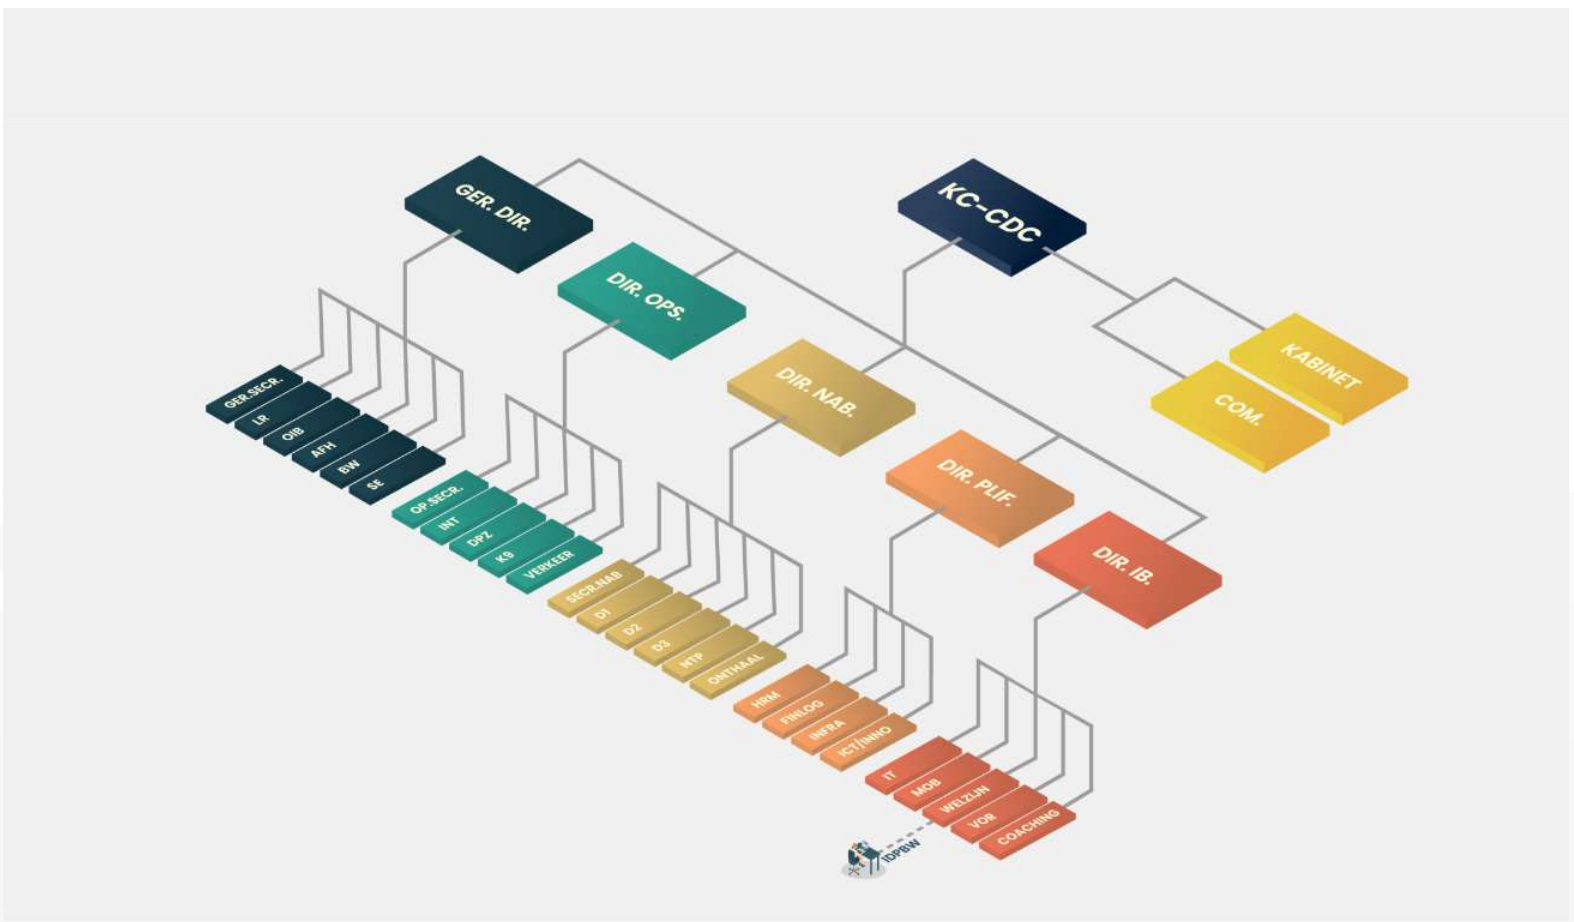 KC-CDC
KABINET
COM.
GER. DIR.
DIR. OPS.
DIR. NAB.
DIR. PLIF.
DIR. IB.
GER.SECR.
LR
OIB
AFH
BW
SE
OP.SECR.
INT
DPZ
K9
VERKEER
SECR.NAB
D1
D2
D3
NTP
ONTHAAL
HRM
FINLOG
INFRA
ICT/INNO
IT
MOB
WELZIJN
VOR
COACHING
IDPBW